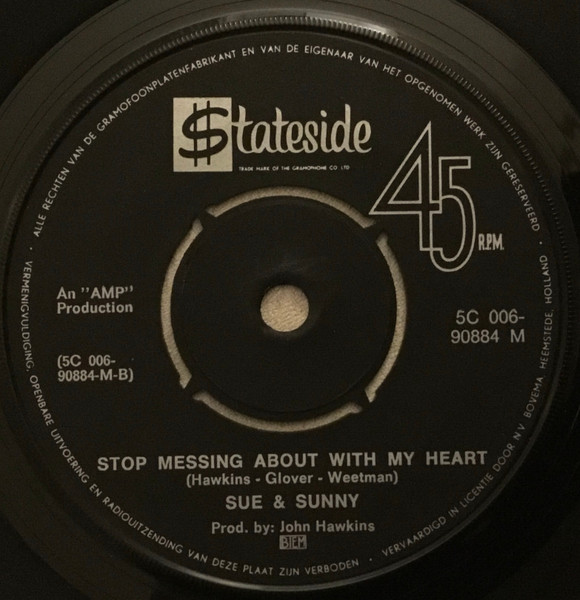 ALLE RECHTEN VAN DE GRAMOFOONPLATENFABRIKANT EN VAN DE EIGENAAR VAN HET OPGENOMEN WERK ZIJN GERESERVEERD
$tateside
TRADE MARK OF THE GRAMOPHONE CO LTD
45 R.P.M.
An "AMP"
Production
5C 006-
90884 M
(5C 006-
90884-M-B)
STOP MESSING ABOUT WITH MY HEART
(Hawkins - Glover - Weetman)
SUE & SUNNY
Prod. by: John Hawkins
BIEM
· VERMENIGVULDIGING, OPENBARE UITVOERING EN RADIOUITZENDING VAN DEZE PLAAT ZIJN VERBODEN · VERVAARDIGD IN LICENTIE DOOR N.V. BOVEMA, HEEMSTEDE, HOLLAND ·